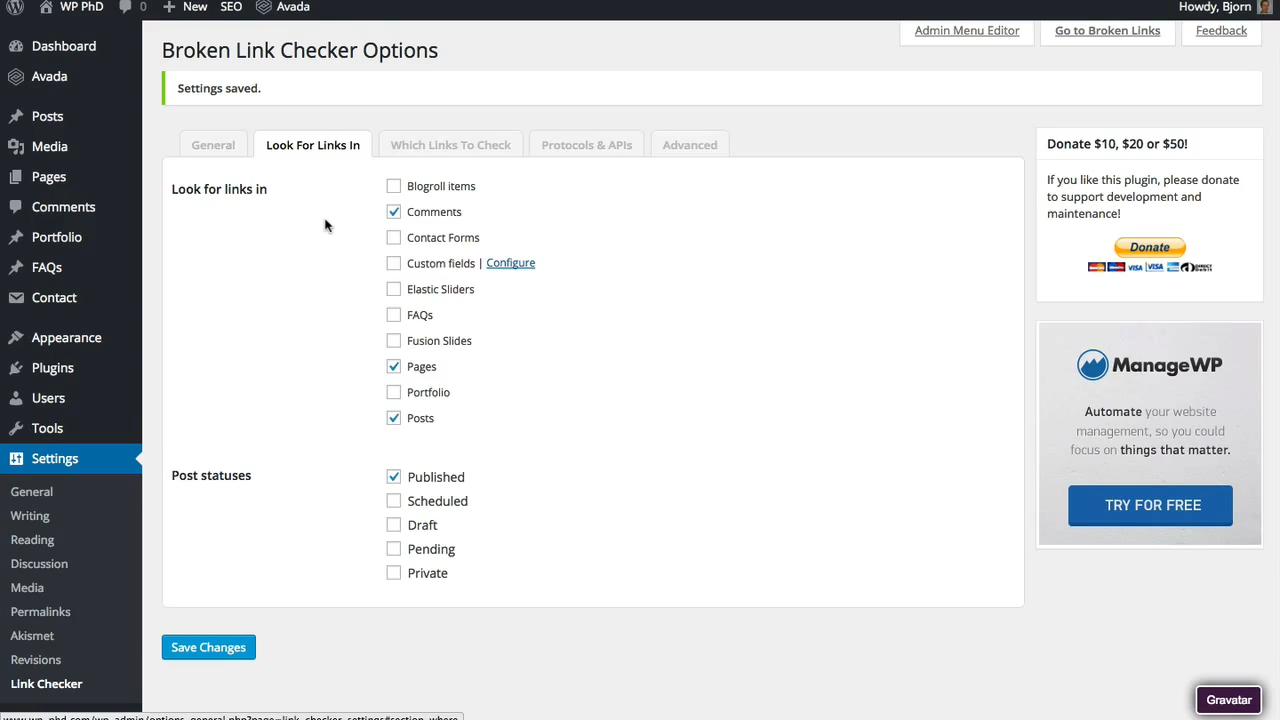 WP PhD
0
New
SEO
Avada
Howdy, Bjorn
Dashboard
Avada
Posts
Media
Pages
Comments
Portfolio
FAQs
Contact
Appearance
Plugins
Users
Tools
Settings
General
Writing
Reading
Discussion
Media
Permalinks
Akismet
Revisions
Link Checker
Broken Link Checker Options
Admin Menu Editor
Go to Broken Links
Feedback
Settings saved.
General
Look For Links In
Which Links To Check
Protocols & APIs
Advanced
Look for links in
Blogroll items
Comments
Contact Forms
Custom fields | Configure
Elastic Sliders
FAQs
Fusion Slides
Pages
Portfolio
Posts
Post statuses
Published
Scheduled
Draft
Pending
Private
Save Changes
Donate $10, $20 or $50!
If you like this plugin, please donate
to support development and
maintenance!
Donate
VISA VISA
ManageWP
Automate your website
management, so you could
focus on things that matter.
TRY FOR FREE
Gravatar